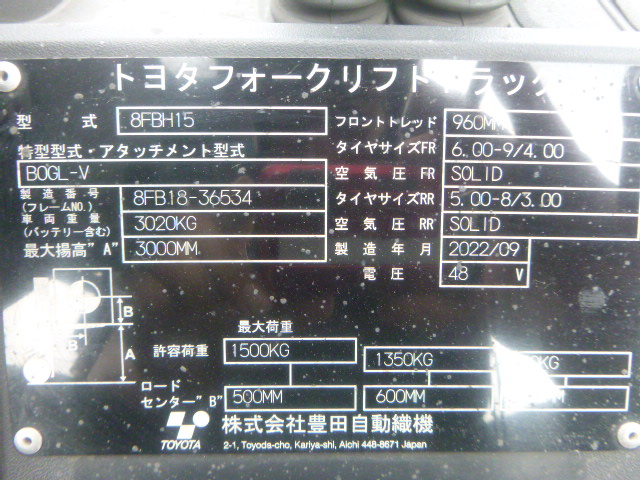 トヨタフォークリフトトラック
型式 8FBH15
特型型式・アタッチメント型式
B0GL-V
製造番号 (フレームNO.) 8FB18-36534
車両重量 (バッテリー含む) 3020KG
最大揚高"A" 3000MM
フロントトレッド 960MM
タイヤサイズFR 6.00-9/4.00
空気圧 FR SOLID
タイヤサイズRR 5.00-8/3.00
空気圧 RR SOLID
製造年月 2022/09
電圧 48 V
B
B
A
最大荷重
許容荷重 1500KG 1350KG
ロードセンター"B" 500MM 600MM
TOYOTA 株式会社豊田自動織機
2-1, Toyoda-cho, Kariya-shi, Aichi 448-8671 Japan